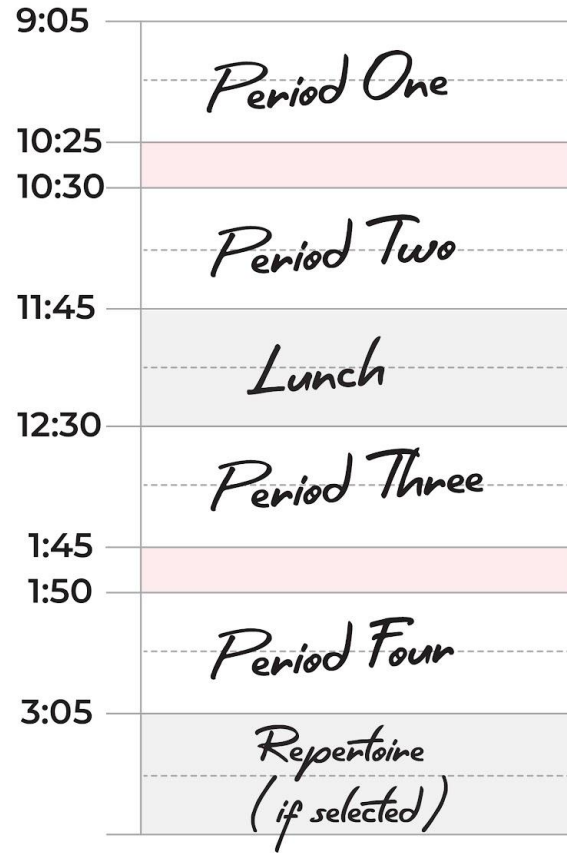 9:05
Period One
10:25
10:30
Period Two
11:45
Lunch
12:30
Period Three
1:45
1:50
Period Four
3:05
Repertoire
(if selected)